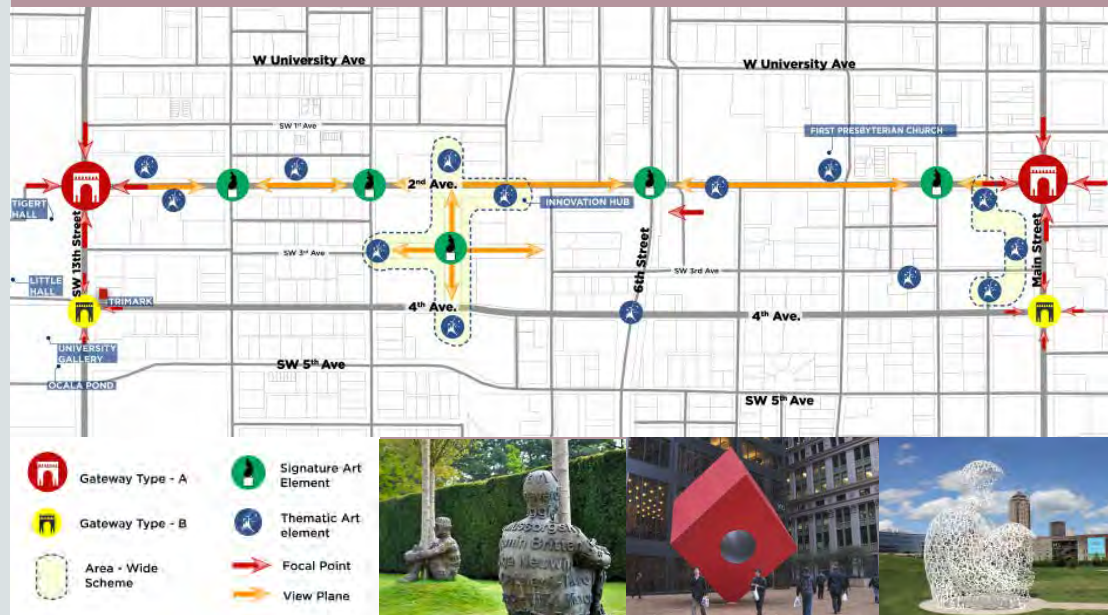 W University Ave
W University Ave
SW 1st Ave
FIRST PRESBYTERIAN CHURCH
2nd Ave.
INNOVATION HUB
TIGERT
HALL
SW 13th Street
SW 3rd Ave
6th Street
SW 3rd Ave
Main Street
LITTLE
HALL
TRIMARK
4th Ave.
4th Ave.
UNIVERSITY
GALLERY
OCALA POND
SW 5th Ave
SW 5th Ave
Gateway Type - A
Signature Art
Element
Gateway Type - B
Thematic Art
element
Area - Wide
Scheme
Focal Point
View Plane
Benjamin Britten